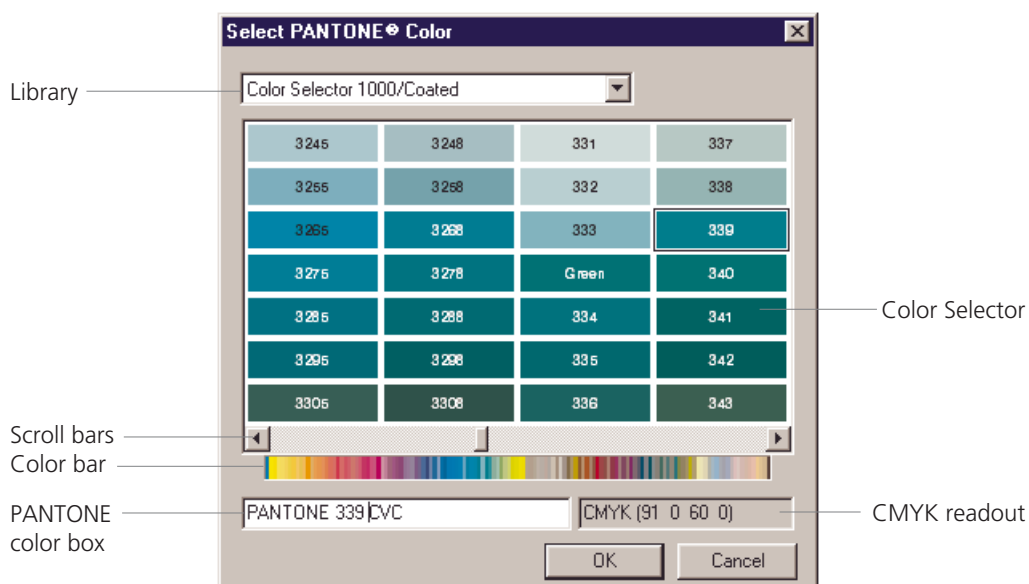 Select PANTONE® Color
Library
Color Selector 1000/Coated
3245 3248 331 337
3255 3258 332 338
3265 3268 333 339
3275 3278 Green 340
3285 3288 334 341
Color Selector
3295 3298 335 342
3305 3308 336 343
Scroll bars
Color bar
PANTONE
color box
PANTONE 339 CVC
CMYK (91 0 60 0)
CMYK readout
OK
Cancel